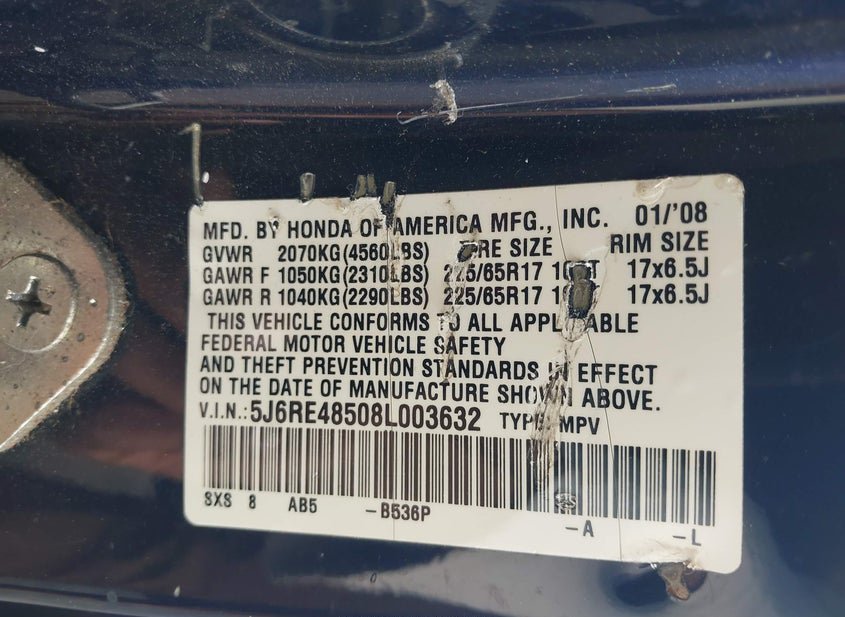 MFD. BY HONDA OF AMERICA MFG., INC. 01/'08
GVWR 2070KG(4560LBS) SIZE RIM SIZE
GAWR F 1050KG(2310LBS) 225/65R17 17x6.5J
GAWR R 1040KG(2290LBS) 225/65R17 17x6.5J
THIS VEHICLE CONFORMS TO ALL APPLICABLE
FEDERAL MOTOR VEHICLE SAFETY
AND THEFT PREVENTION STANDARDS IN EFFECT
ON THE DATE OF MANUFACTURE SHOWN ABOVE.
V.I.N.: 5J6RE48508L003632 TYPE: MPV
SXS 8 AB5 -B536P -A -L